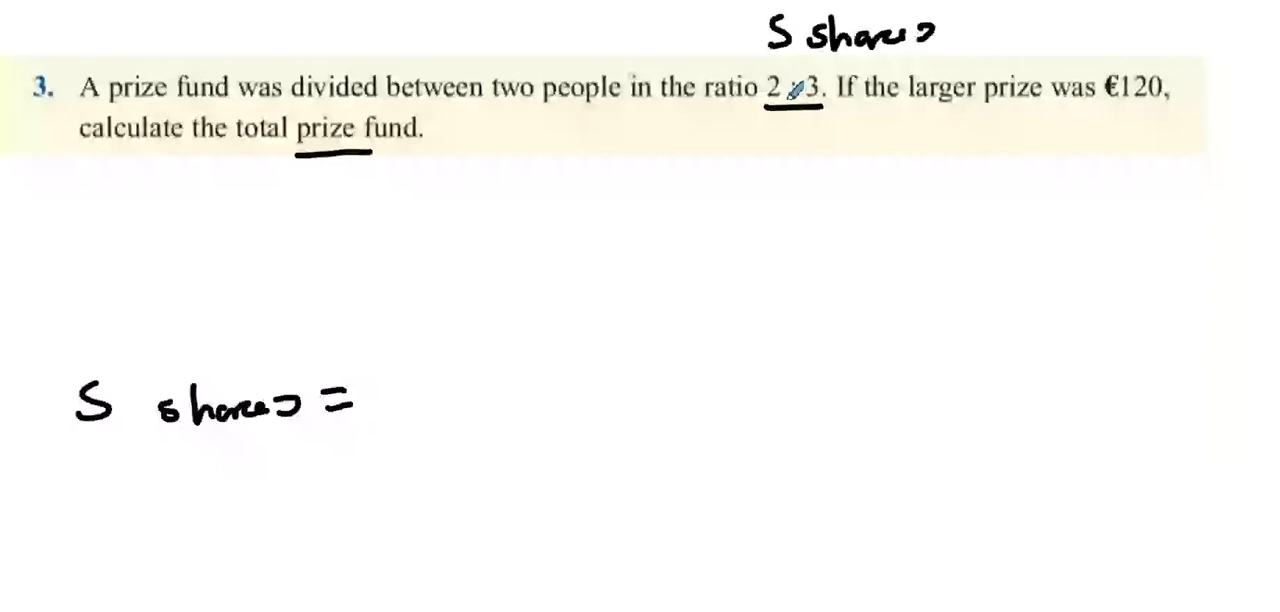 5 shares
3. A prize fund was divided between two people in the ratio 2 : 3. If the larger prize was €120,
calculate the total prize fund.
5 shares =